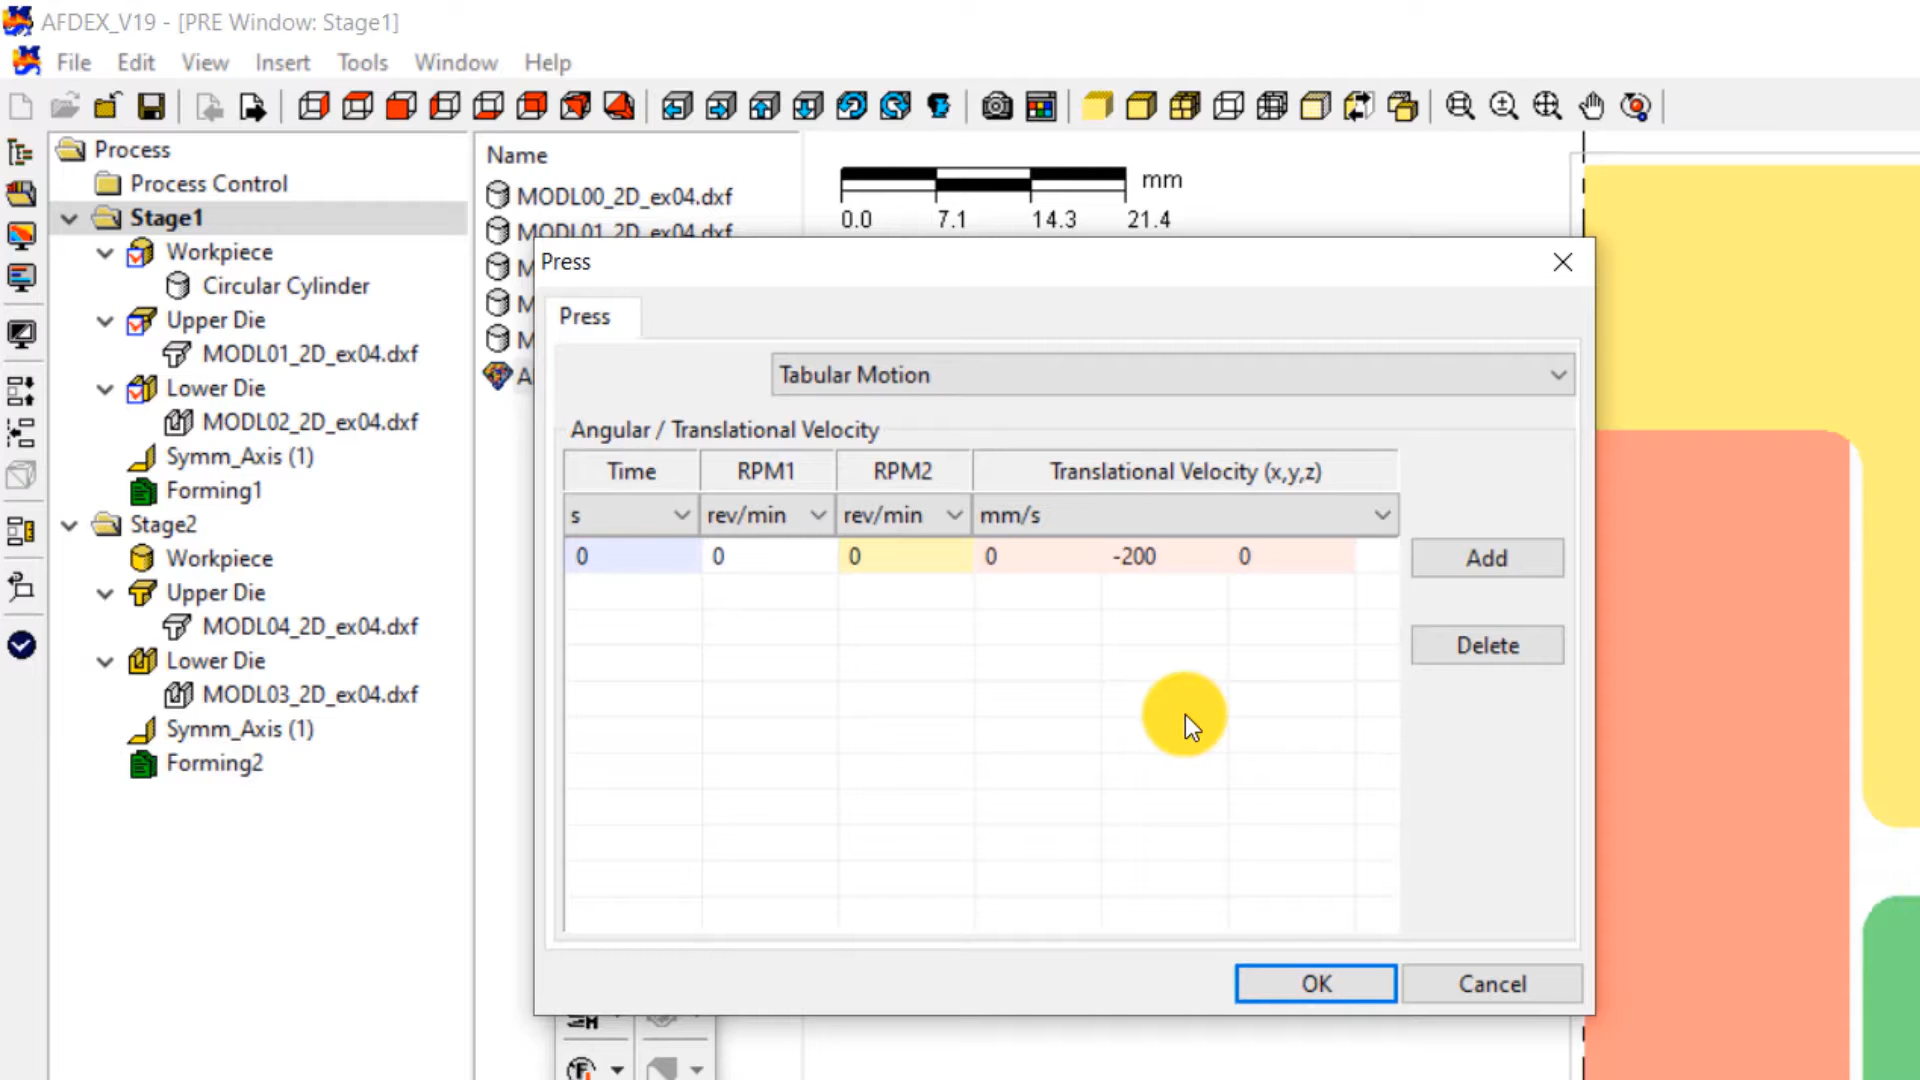 AFDEX_V19 - [PRE Window: Stage1]
File Edit View Insert Tools Window Help
Process
Process Control
Stage1
Workpiece
Circular Cylinder
Upper Die
MODL01_2D_ex04.dxf
Lower Die
MODL02_2D_ex04.dxf
Symm_Axis (1)
Forming1
Stage2
Workpiece
Upper Die
MODL04_2D_ex04.dxf
Lower Die
MODL03_2D_ex04.dxf
Symm_Axis (1)
Forming2
Name
MODL00_2D_ex04.dxf
MODL01_2D_ex04.dxf
mm
0.0 7.1 14.3 21.4
Press
Press
Tabular Motion
Angular / Translational Velocity
Time RPM1 RPM2 Translational Velocity (x,y,z)
s rev/min rev/min mm/s
0 0 0 0 -200 0
Add
Delete
OK Cancel